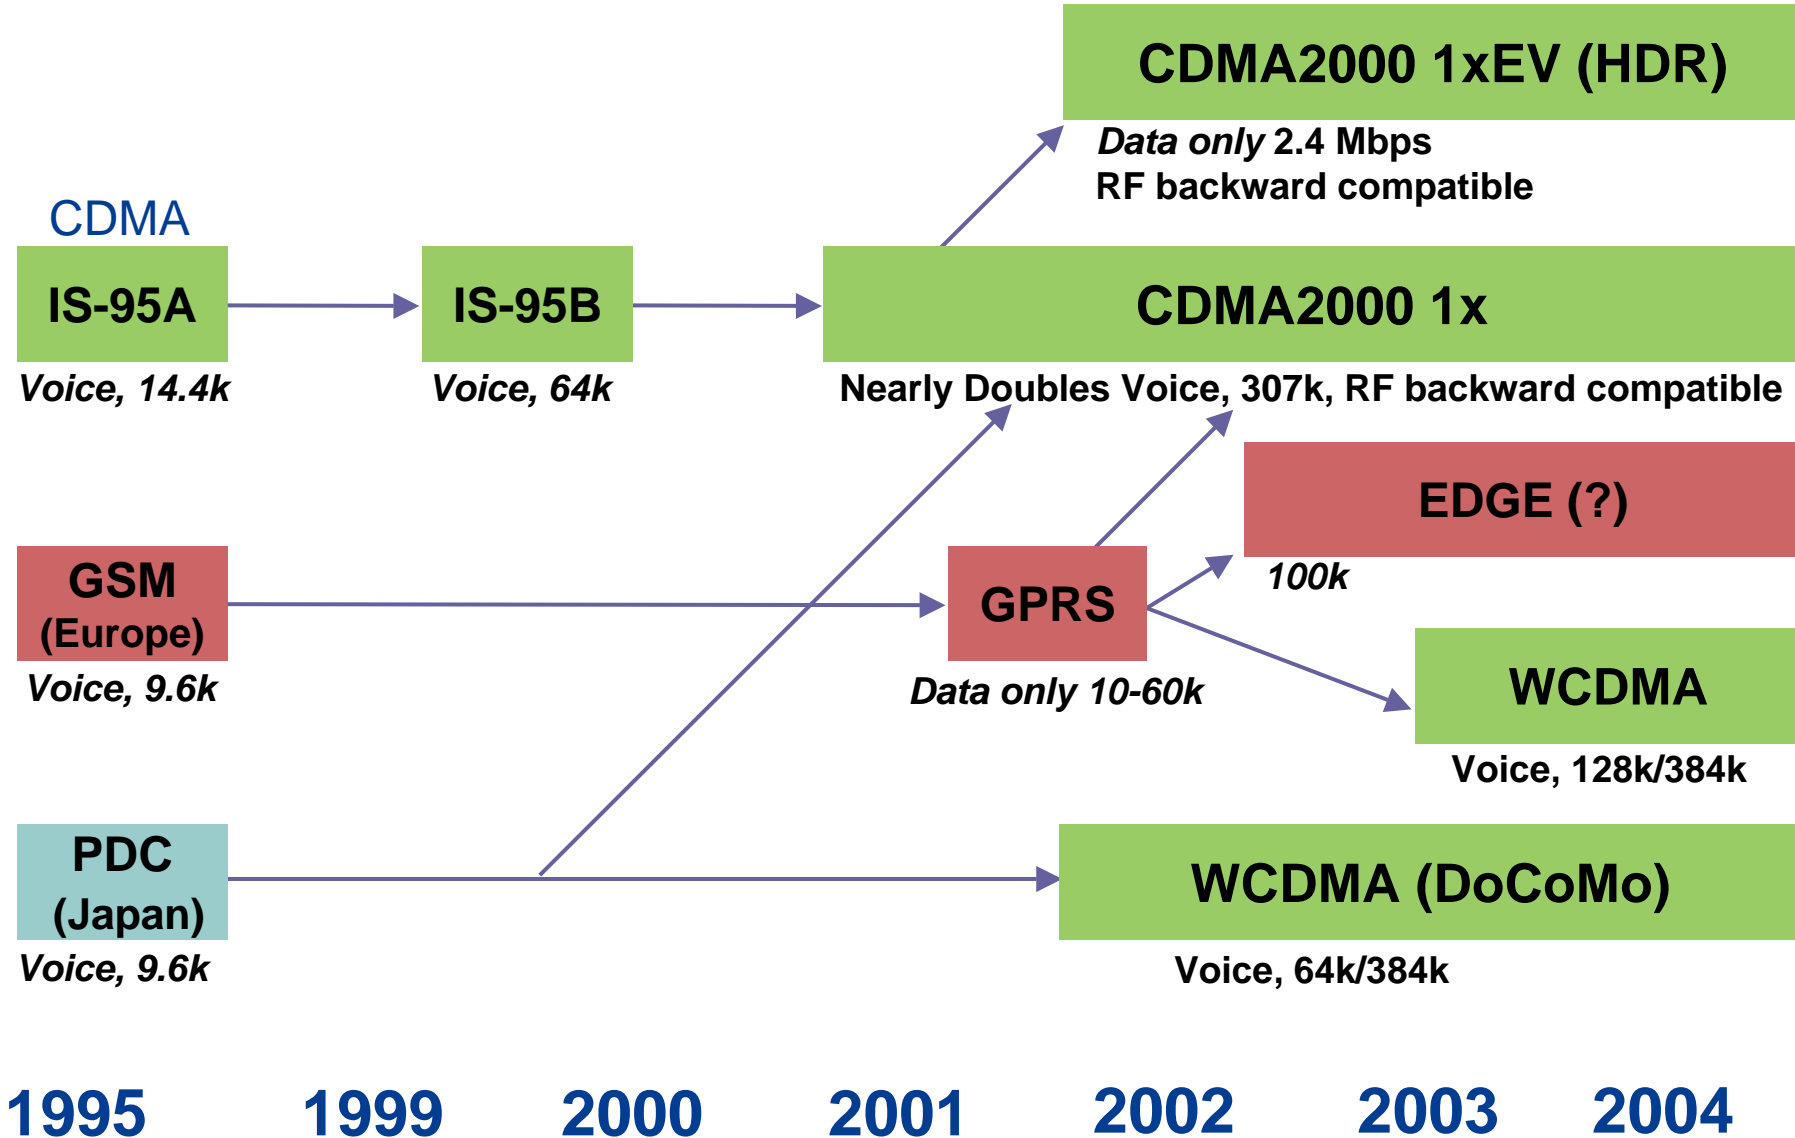 CDMA2000 1xEV (HDR)
Data only 2.4 Mbps
RF backward compatible
CDMA
IS-95A
IS-95B
CDMA2000 1x
Voice, 14.4k
Voice, 64k
Nearly Doubles Voice, 307k, RF backward compatible
EDGE (?)
100k
GSM
(Europe)
GPRS
Voice, 9.6k
Data only 10-60k
WCDMA
Voice, 128k/384k
PDC
(Japan)
WCDMA (DoCoMo)
Voice, 9.6k
Voice, 64k/384k
1995 1999 2000 2001 2002 2003 2004